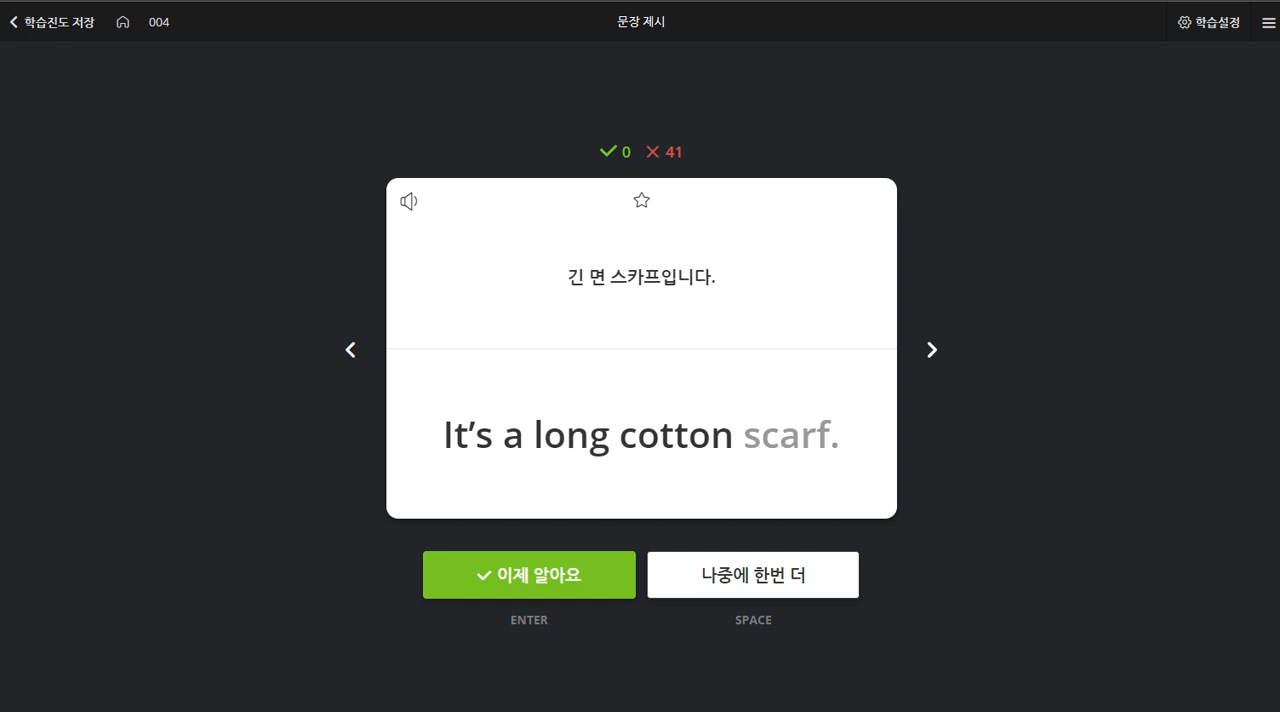 학습진도 저장 004 문장 제시 학습설정
0 41
긴 면 스카프입니다.
It’s a long cotton scarf.
이제 알아요 나중에 한번 더
ENTER SPACE